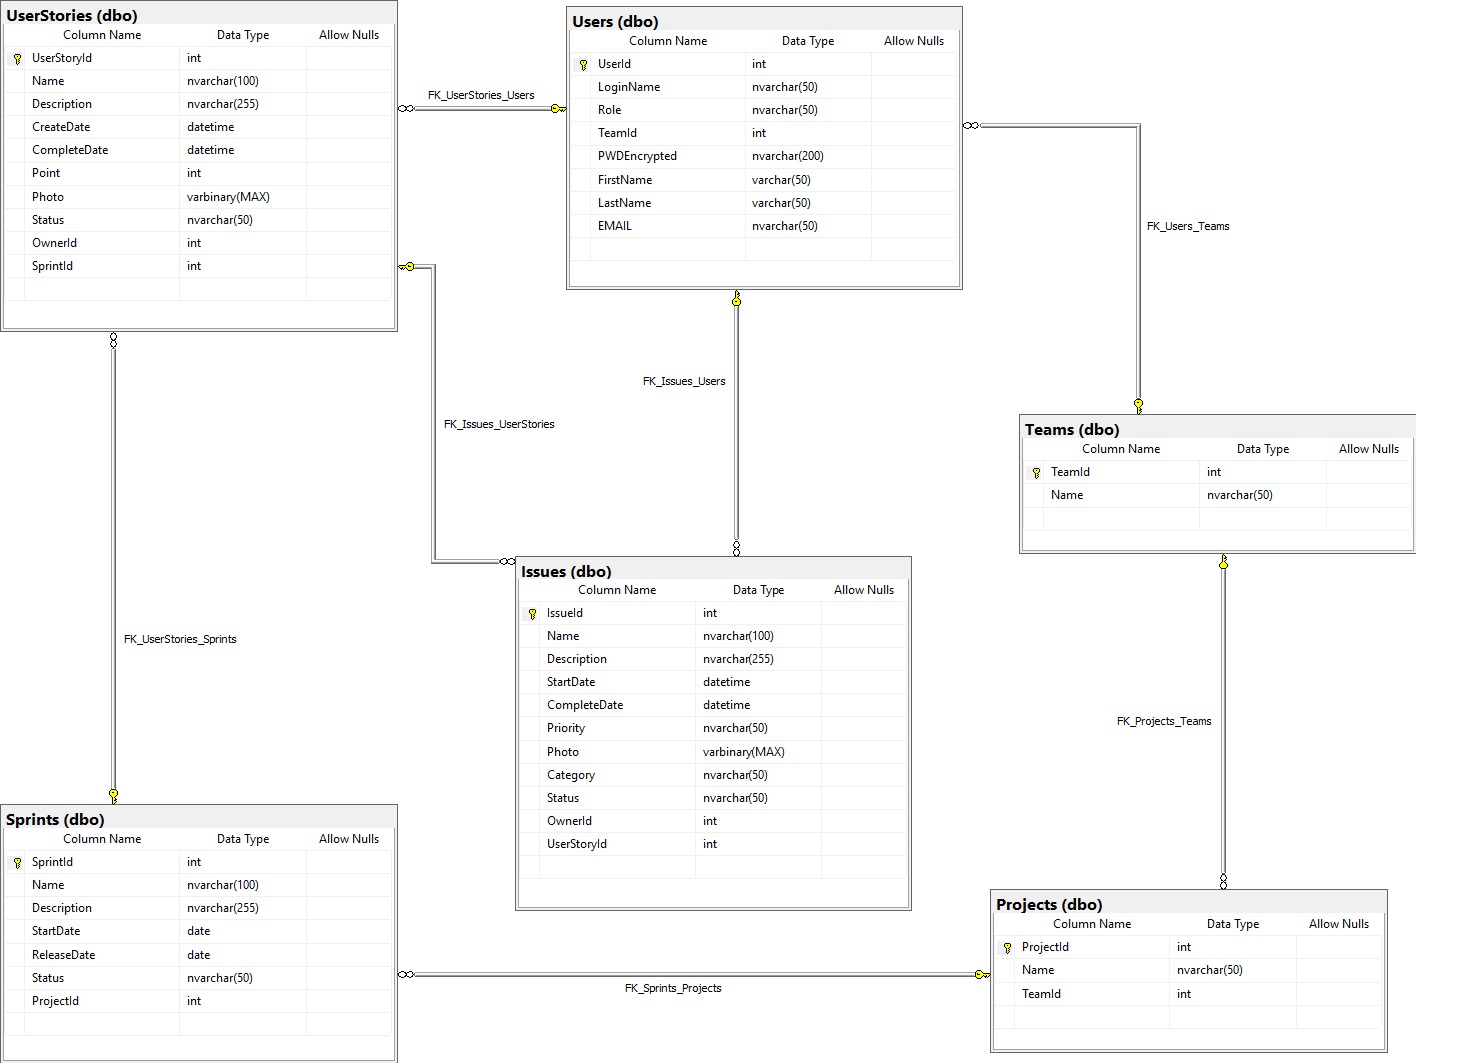 UserStories (dbo)
Column Name Data Type Allow Nulls
UserStoryId int
Name nvarchar(100)
Description nvarchar(255)
CreateDate datetime
CompleteDate datetime
Point int
Photo varbinary(MAX)
Status nvarchar(50)
OwnerId int
SprintId int
FK_UserStories_Users
Users (dbo)
Column Name Data Type Allow Nulls
UserId int
LoginName nvarchar(50)
Role nvarchar(50)
TeamId int
PWDEncrypted nvarchar(200)
FirstName varchar(50)
LastName varchar(50)
EMAIL nvarchar(50)
FK_Users_Teams
FK_Issues_Users
FK_Issues_UserStories
Teams (dbo)
Column Name Data Type Allow Nulls
TeamId int
Name nvarchar(50)
FK_UserStories_Sprints
Issues (dbo)
Column Name Data Type Allow Nulls
IssueId int
Name nvarchar(100)
Description nvarchar(255)
StartDate datetime
CompleteDate datetime
Priority nvarchar(50)
Photo varbinary(MAX)
Category nvarchar(50)
Status nvarchar(50)
OwnerId int
UserStoryId int
FK_Projects_Teams
Sprints (dbo)
Column Name Data Type Allow Nulls
SprintId int
Name nvarchar(100)
Description nvarchar(255)
StartDate date
ReleaseDate date
Status nvarchar(50)
ProjectId int
FK_Sprints_Projects
Projects (dbo)
Column Name Data Type Allow Nulls
ProjectId int
Name nvarchar(50)
TeamId int